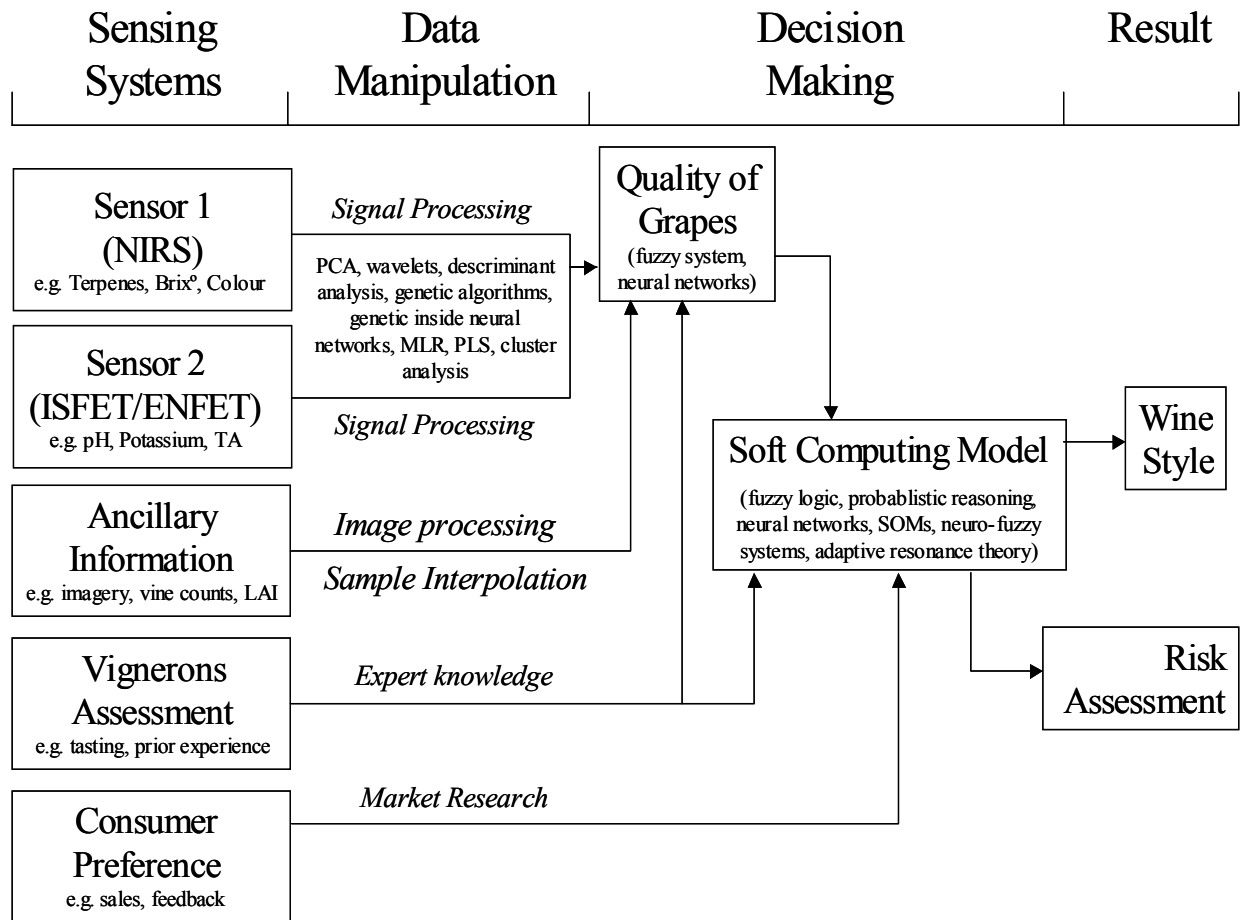 Sensing
Systems
Data
Manipulation
Decision
Making
Result
Sensor 1
(NIRS)
e.g. Terpenes, Brixº, Colour
Signal Processing
PCA, wavelets, descriminant
analysis, genetic algorithms,
genetic inside neural
networks, MLR, PLS, cluster
analysis
Quality of
Grapes
(fuzzy system,
neural networks)
Sensor 2
(ISFET/ENFET)
e.g. pH, Potassium, TA
Signal Processing
Soft Computing Model
(fuzzy logic, probablistic reasoning,
neural networks, SOMs, neuro-fuzzy
systems, adaptive resonance theory)
Wine
Style
Ancillary
Information
e.g. imagery, vine counts, LAI
Image processing
Sample Interpolation
Vignerons
Assessment
e.g. tasting, prior experience
Expert knowledge
Risk
Assessment
Consumer
Preference
e.g. sales, feedback
Market Research